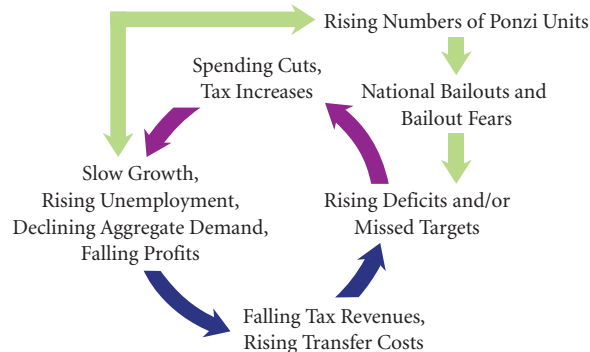 Rising Numbers of Ponzi Units
Spending Cuts,
Tax Increases
National Bailouts and
Bailout Fears
Slow Growth,
Rising Unemployment,
Declining Aggregate Demand,
Falling Profits
Rising Deficits and/or
Missed Targets
Falling Tax Revenues,
Rising Transfer Costs